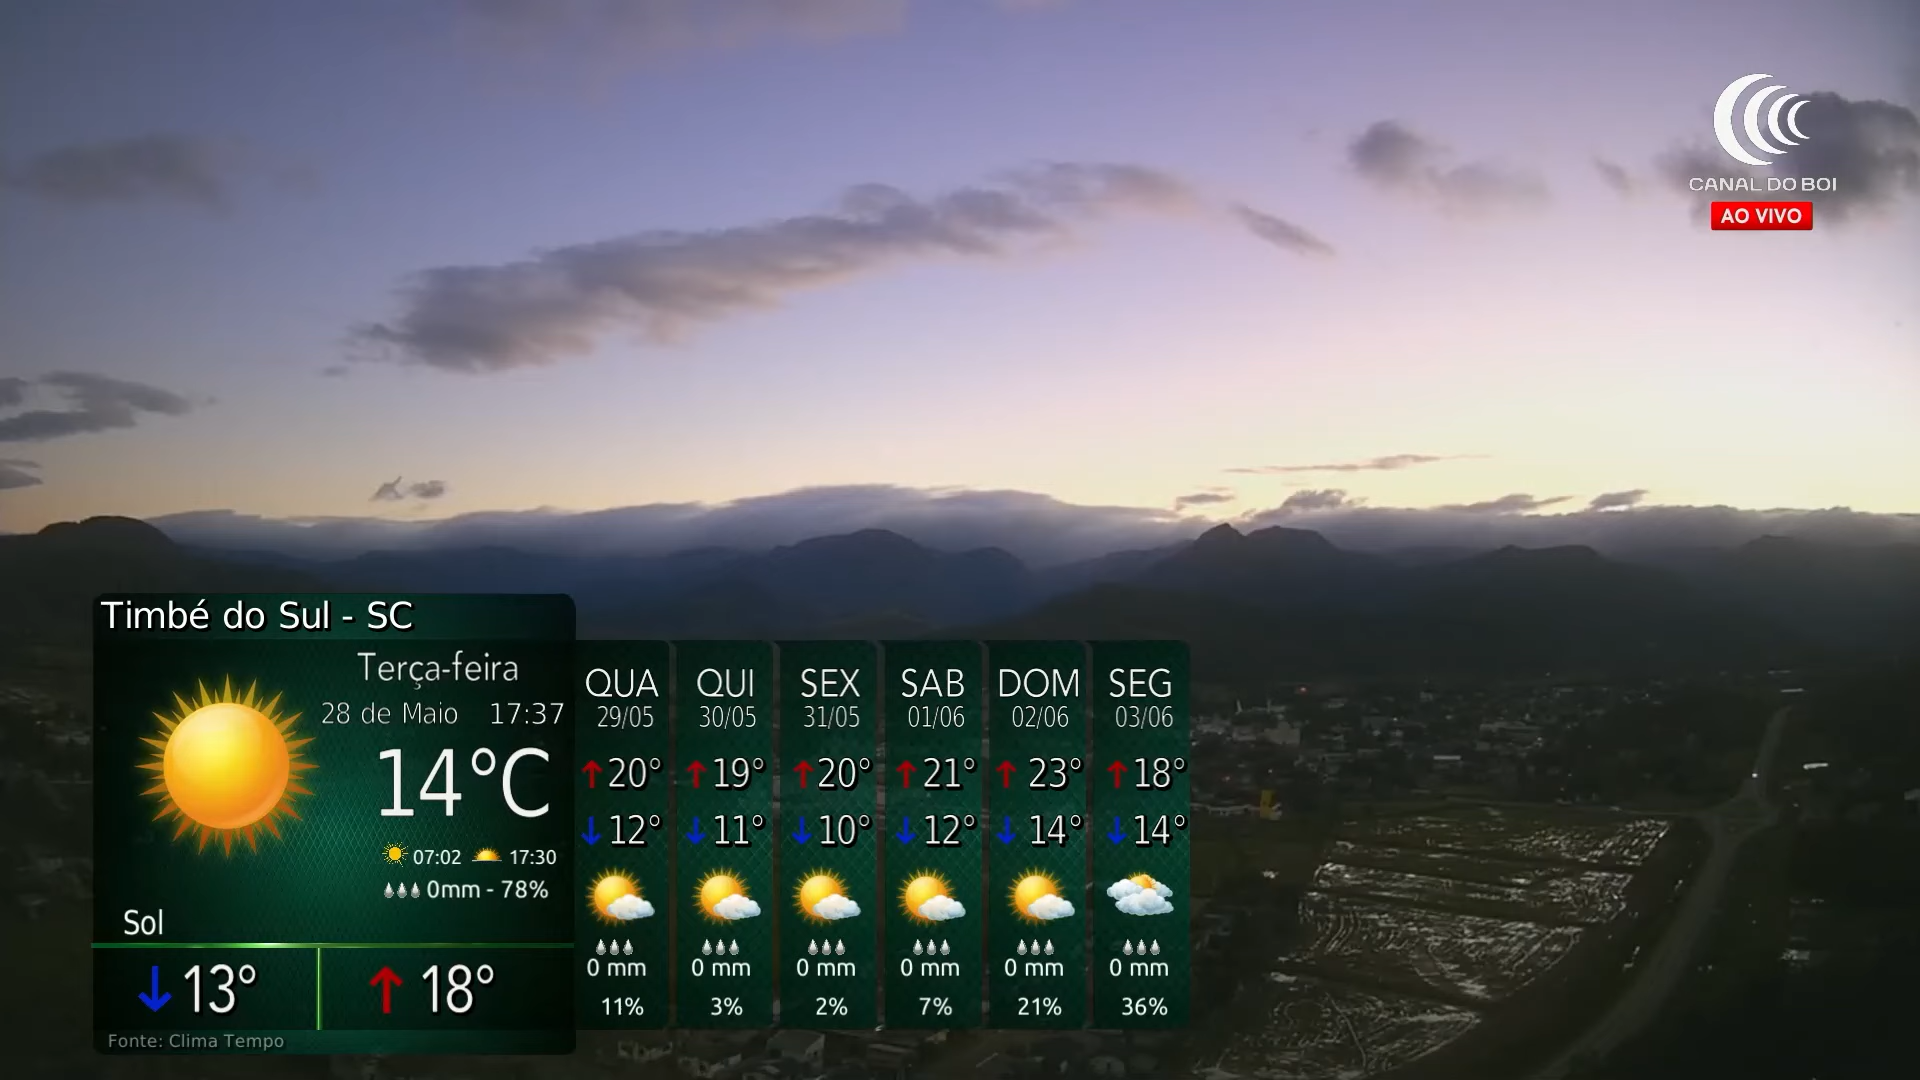 CANAL DO BOI
AO VIVO
Timbé do Sul - SC
Terça-feira
28 de Maio 17:37
14°C
07:02 17:30
0mm - 78%
Sol
13° 18°
Fonte: Clima Tempo
QUA QUI SEX SAB DOM SEG
29/05 30/05 31/05 01/06 02/06 03/06
20° 19° 20° 21° 23° 18°
12° 11° 10° 12° 14° 14°
0 mm 0 mm 0 mm 0 mm 0 mm 0 mm
11% 3% 2% 7% 21% 36%